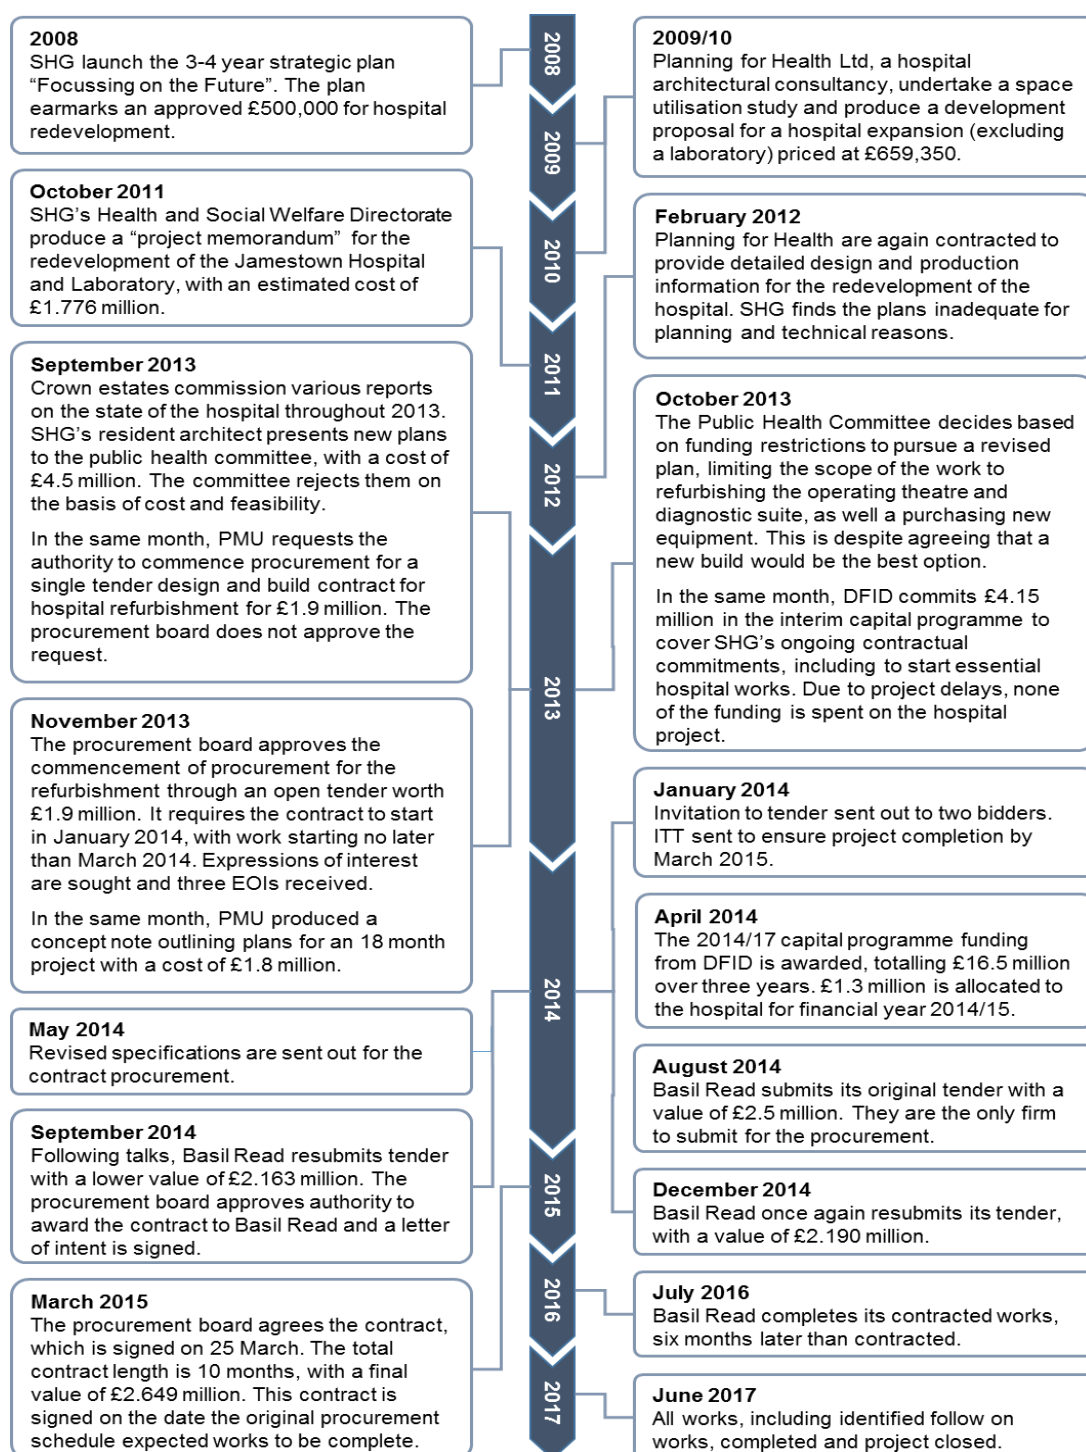 2008
SHG launch the 3-4 year strategic plan
“Focussing on the Future”. The plan
earmarks an approved £500,000 for hospital
redevelopment.
2009/10
Planning for Health Ltd, a hospital
architectural consultancy, undertake a space
utilisation study and produce a development
proposal for a hospital expansion (excluding
a laboratory) priced at £659,350.
October 2011
SHG’s Health and Social Welfare Directorate
produce a “project memorandum” for the
redevelopment of the Jamestown Hospital
and Laboratory, with an estimated cost of
£1.776 million.
February 2012
Planning for Health are again contracted to
provide detailed design and production
information for the redevelopment of the
hospital. SHG finds the plans inadequate for
planning and technical reasons.
September 2013
Crown estates commission various reports
on the state of the hospital throughout 2013.
SHG’s resident architect presents new plans
to the public health committee, with a cost of
£4.5 million. The committee rejects them on
the basis of cost and feasibility.
In the same month, PMU requests the
authority to commence procurement for a
single tender design and build contract for
hospital refurbishment for £1.9 million. The
procurement board does not approve the
request.
October 2013
The Public Health Committee decides based
on funding restrictions to pursue a revised
plan, limiting the scope of the work to
refurbishing the operating theatre and
diagnostic suite, as well a purchasing new
equipment. This is despite agreeing that a
new build would be the best option.
In the same month, DFID commits £4.15
million in the interim capital programme to
cover SHG’s ongoing contractual
commitments, including to start essential
hospital works. Due to project delays, none
of the funding is spent on the hospital
project.
November 2013
The procurement board approves the
commencement of procurement for the
refurbishment through an open tender worth
£1.9 million. It requires the contract to start
in January 2014, with work starting no later
than March 2014. Expressions of interest
are sought and three EOIs received.
In the same month, PMU produced a
concept note outlining plans for an 18 month
project with a cost of £1.8 million.
January 2014
Invitation to tender sent out to two bidders.
ITT sent to ensure project completion by
March 2015.
April 2014
The 2014/17 capital programme funding
from DFID is awarded, totalling £16.5 million
over three years. £1.3 million is allocated to
the hospital for financial year 2014/15.
May 2014
Revised specifications are sent out for the
contract procurement.
August 2014
Basil Read submits its original tender with a
value of £2.5 million. They are the only firm
to submit for the procurement.
September 2014
Following talks, Basil Read resubmits tender
with a lower value of £2.163 million. The
procurement board approves authority to
award the contract to Basil Read and a letter
of intent is signed.
December 2014
Basil Read once again resubmits its tender,
with a value of £2.190 million.
March 2015
The procurement board agrees the contract,
which is signed on 25 March. The total
contract length is 10 months, with a final
value of £2.649 million. This contract is
signed on the date the original procurement
schedule expected works to be complete.
July 2016
Basil Read completes its contracted works,
six months later than contracted.
June 2017
All works, including identified follow on
works, completed and project closed.
2008
2009
2010
2011
2012
2013
2014
2015
2016
2017